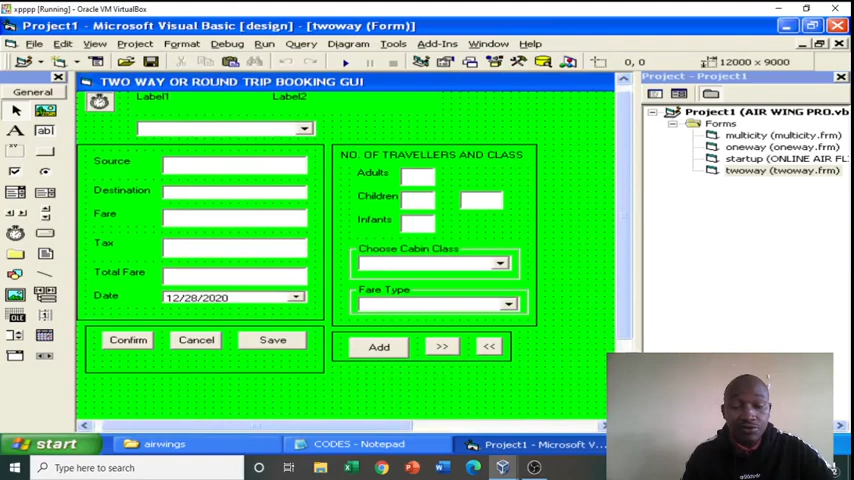 xpppp [Running] - Oracle VM VirtualBox
Project1 - Microsoft Visual Basic [design] - [twoway (Form)]
File Edit View Project Format Debug Run Query Diagram Tools Add-Ins Window Help
0, 0 12000 x 9000
General
TWO WAY OR ROUND TRIP BOOKING GUI
Label1 Label2
Source
Destination
Fare
Tax
Total Fare
Date 12/28/2020
NO. OF TRAVELLERS AND CLASS
Adults
Children
Infants
Choose Cabin Class
Fare Type
Confirm Cancel Save
Add >> <<
Project - Project1
Project1 (AIR WING PRO.vb
Forms
multicity (multicity.frm)
oneway (oneway.frm)
startup (ONLINE AIR FL
twoway (twoway.frm)
start airwings CODES - Notepad Project1 - Microsoft V...
Type here to search